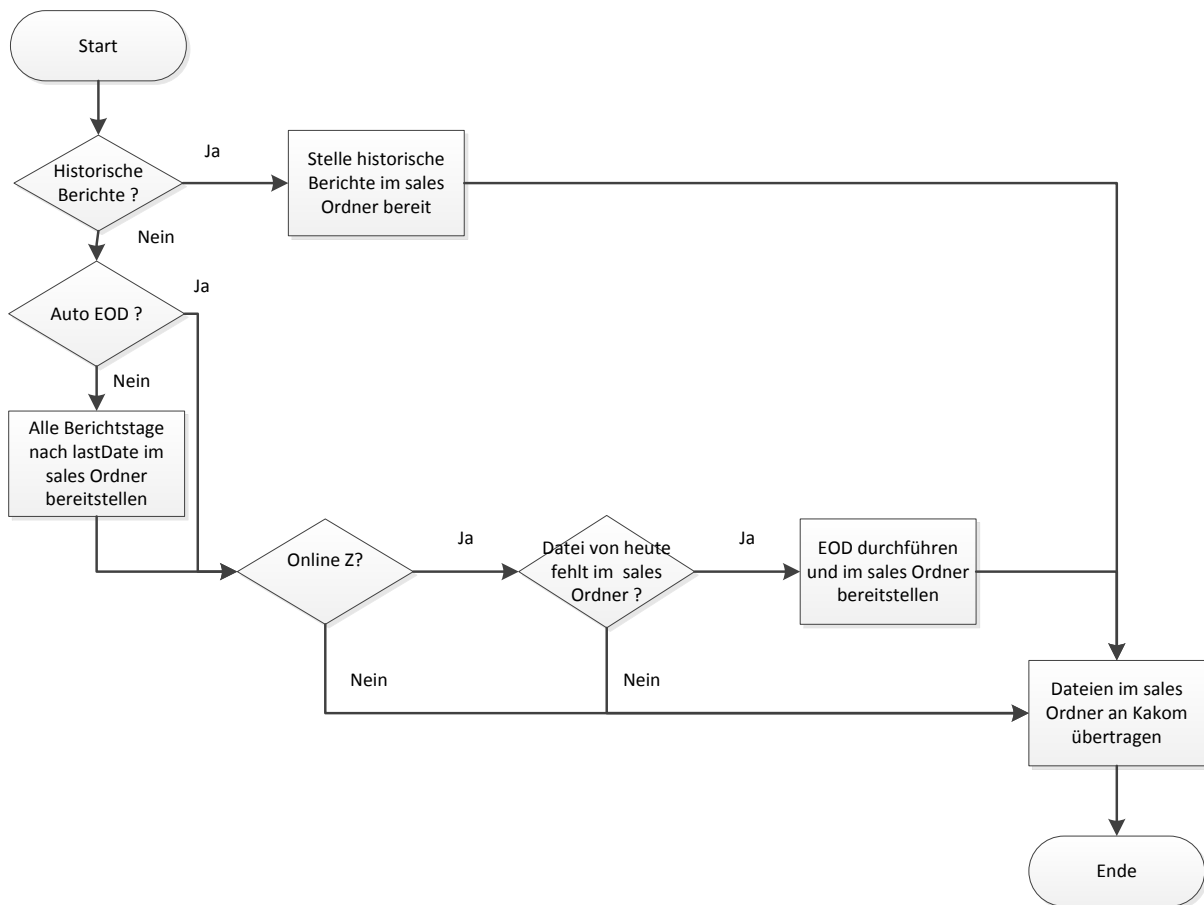 Start
Historische
Berichte ?
Ja
Stelle historische
Berichte im sales
Ordner bereit
Nein
Auto EOD ?
Ja
Nein
Alle Berichtstage
nach lastDate im
sales Ordner
bereitstellen
Online Z?
Ja
Datei von heute
fehlt im sales
Ordner ?
Ja
EOD durchführen
und im sales Ordner
bereitstellen
Nein
Nein
Dateien im sales
Ordner an Kakom
übertragen
Ende